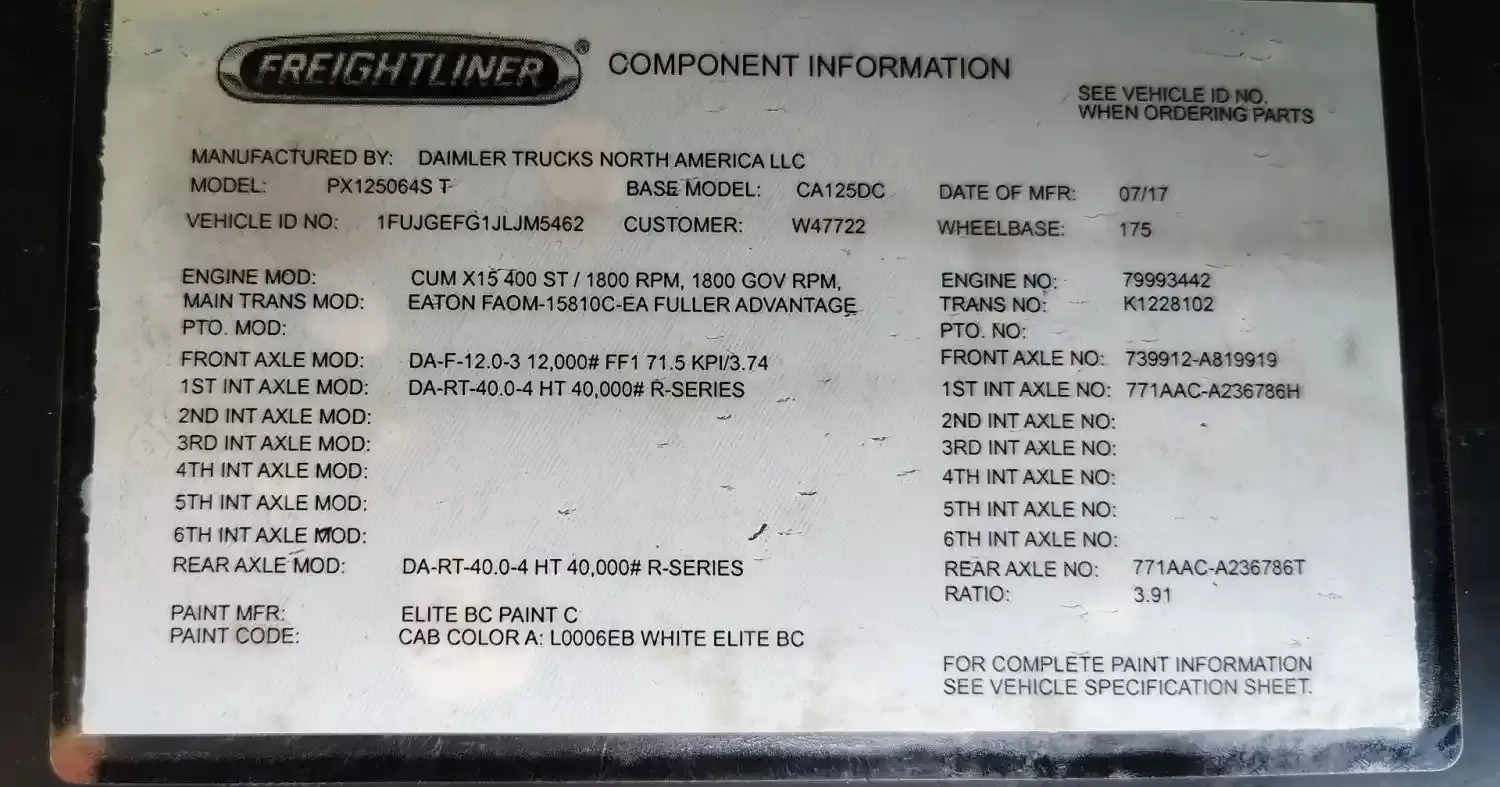 FREIGHTLINER® COMPONENT INFORMATION
SEE VEHICLE ID NO.
WHEN ORDERING PARTS
MANUFACTURED BY: DAIMLER TRUCKS NORTH AMERICA LLC
MODEL: PX125064S T BASE MODEL: CA125DC DATE OF MFR: 07/17
VEHICLE ID NO: 1FUJGEFG1JLJM5462 CUSTOMER: W47722 WHEELBASE: 175
ENGINE MOD: CUM X15 400 ST / 1800 RPM, 1800 GOV RPM, ENGINE NO: 79993442
MAIN TRANS MOD: EATON FAOM-15810C-EA FULLER ADVANTAGE TRANS NO: K1228102
PTO. MOD: PTO. NO:
FRONT AXLE MOD: DA-F-12.0-3 12,000# FF1 71.5 KPI/3.74 FRONT AXLE NO: 739912-A819919
1ST INT AXLE MOD: DA-RT-40.0-4 HT 40,000# R-SERIES 1ST INT AXLE NO: 771AAC-A236786H
2ND INT AXLE MOD: 2ND INT AXLE NO:
3RD INT AXLE MOD: 3RD INT AXLE NO:
4TH INT AXLE MOD: 4TH INT AXLE NO:
5TH INT AXLE MOD: 5TH INT AXLE NO:
6TH INT AXLE MOD: 6TH INT AXLE NO:
REAR AXLE MOD: DA-RT-40.0-4 HT 40,000# R-SERIES REAR AXLE NO: 771AAC-A236786T
RATIO: 3.91
PAINT MFR: ELITE BC PAINT C
PAINT CODE: CAB COLOR A: L0006EB WHITE ELITE BC
FOR COMPLETE PAINT INFORMATION
SEE VEHICLE SPECIFICATION SHEET.